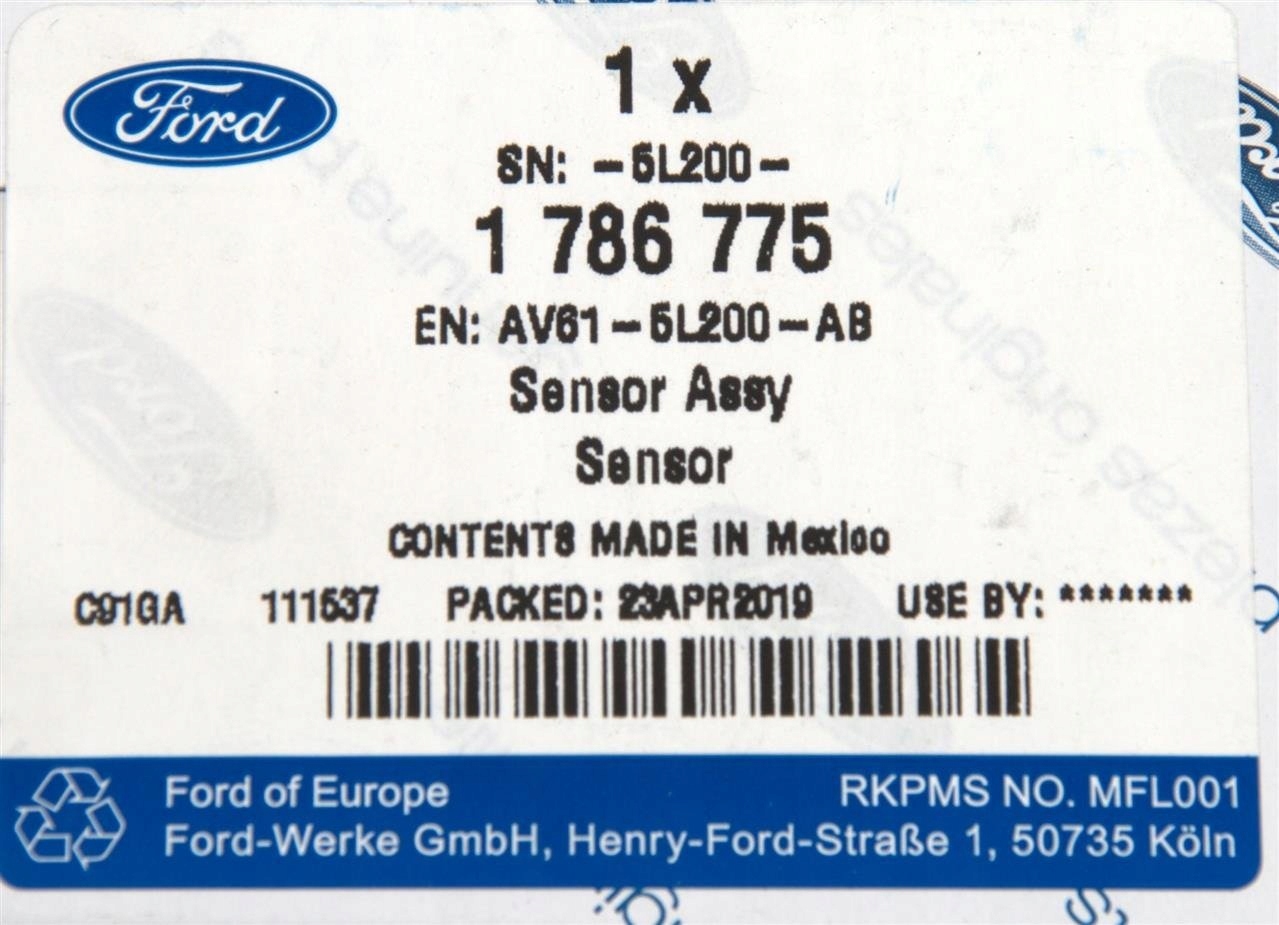 Ford
1 x
SN: -5L200-
1 786 775
EN: AV61-5L200-AB
Sensor Assy
Sensor
CONTENTS MADE IN Mexico
C91GA 111537 PACKED: 23APR2019 USE BY: *******
Ford of Europe RKPMS NO. MFL001
Ford-Werke GmbH, Henry-Ford-Straße 1, 50735 Köln
originales
Ford